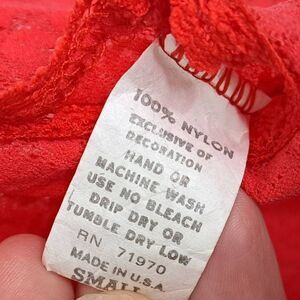 100% NYLON
EXCLUSIVE OF
DECORATION
HAND OR
MACHINE WASH
USE NO BLEACH
DRIP DRY OR
TUMBLE DRY LOW
RN 71970
MADE IN U.S.A.
SMALL